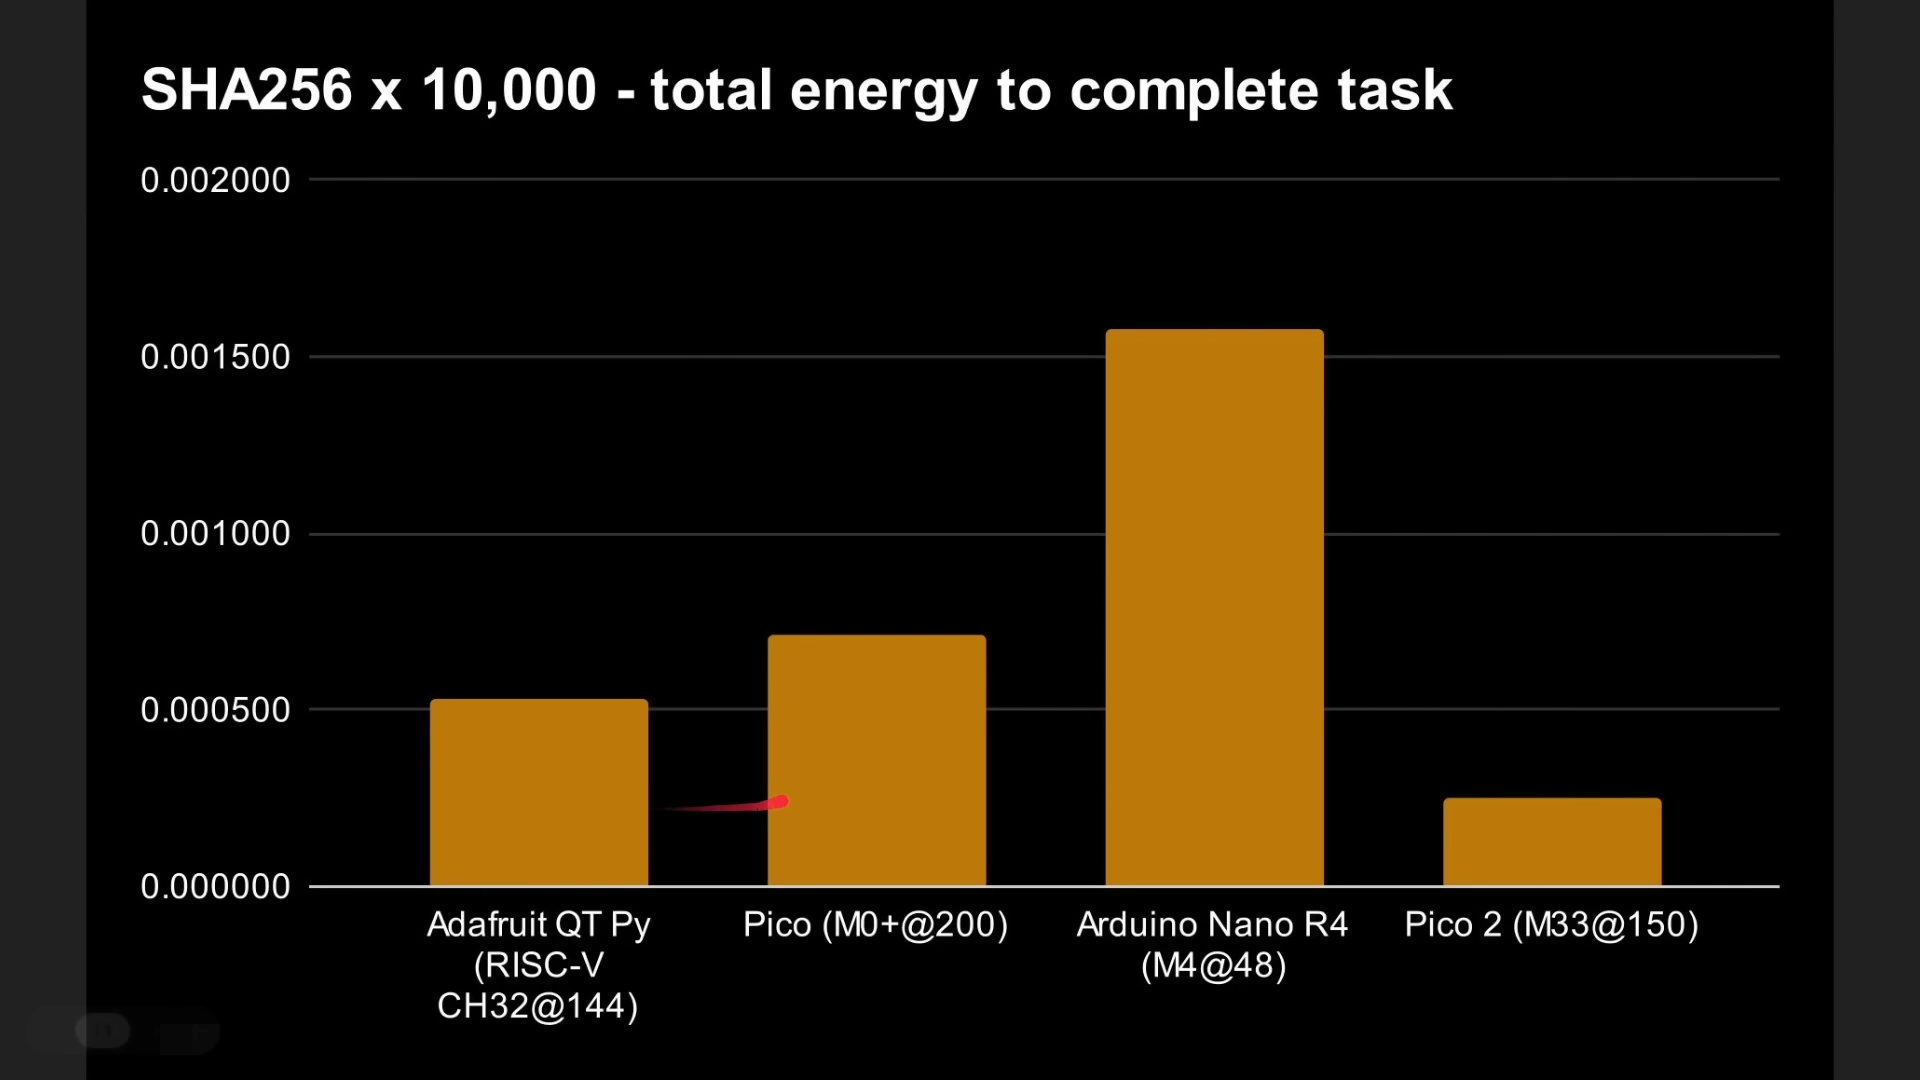 SHA256 x 10,000 - total energy to complete task
0.002000
0.001500
0.001000
0.000500
0.000000
Adafruit QT Py
(RISC-V
CH32@144)
Pico (M0+@200)
Arduino Nano R4
(M4@48)
Pico 2 (M33@150)